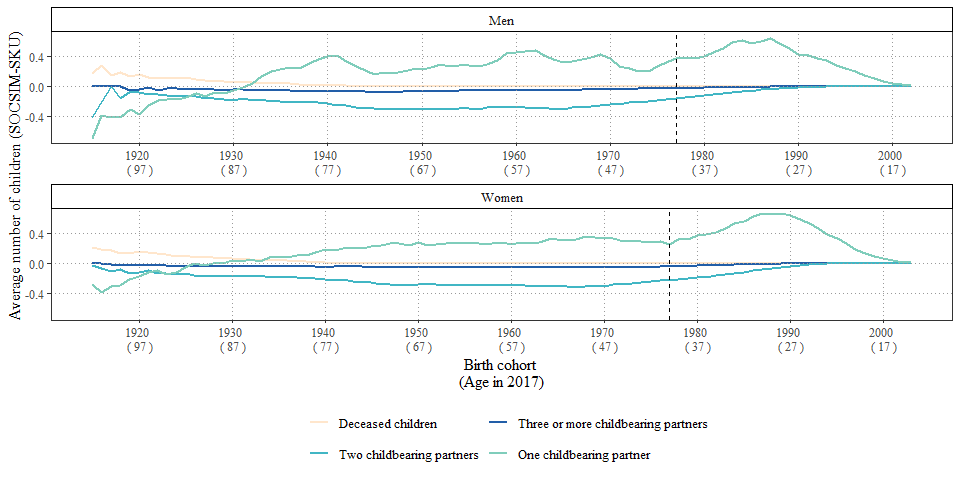 Average number of children (SOCSIM-SKU)
Men
0.4
0.0
-0.4
1920 1930 1940 1950 1960 1970 1980 1990 2000
( 97 ) ( 87 ) ( 77 ) ( 67 ) ( 57 ) ( 47 ) ( 37 ) ( 27 ) ( 17 )
Women
0.4
0.0
-0.4
1920 1930 1940 1950 1960 1970 1980 1990 2000
( 97 ) ( 87 ) ( 77 ) ( 67 ) ( 57 ) ( 47 ) ( 37 ) ( 27 ) ( 17 )
Birth cohort
(Age in 2017)
Deceased children Three or more childbearing partners
Two childbearing partners One childbearing partner